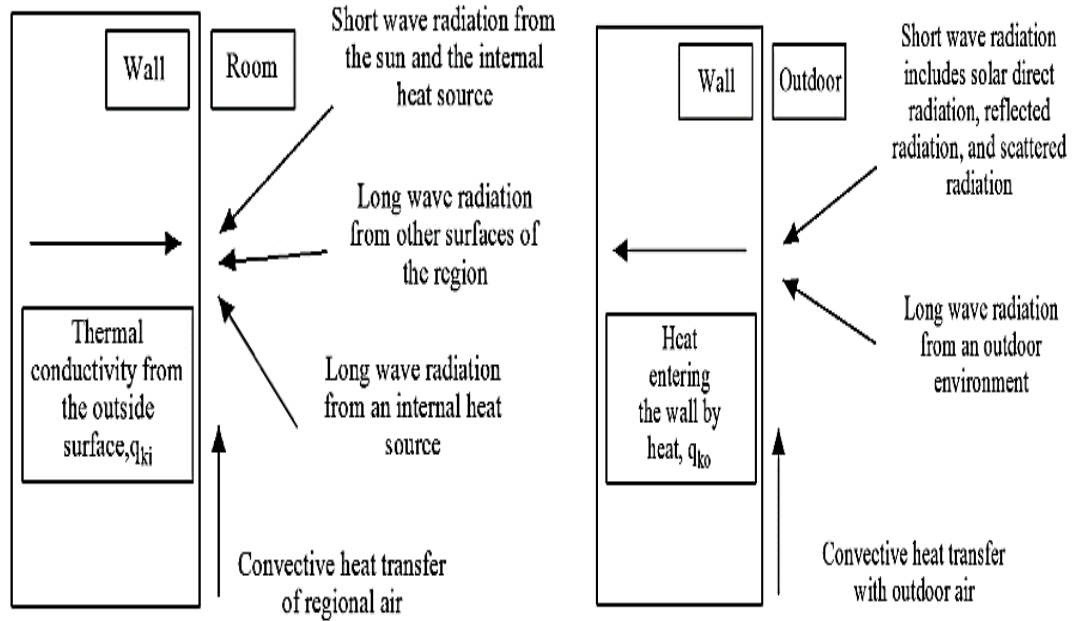 Wall
Room
Short wave radiation from
the sun and the internal
heat source
Long wave radiation
from other surfaces of
the region
Thermal
conductivity from
the outside
surface,qki
Long wave radiation
from an internal heat
source
Convective heat transfer
of regional air
Wall
Outdoor
Short wave radiation
includes solar direct
radiation, reflected
radiation, and scattered
radiation
Heat
entering
the wall by
heat, qko
Long wave radiation
from an outdoor
environment
Convective heat transfer
with outdoor air